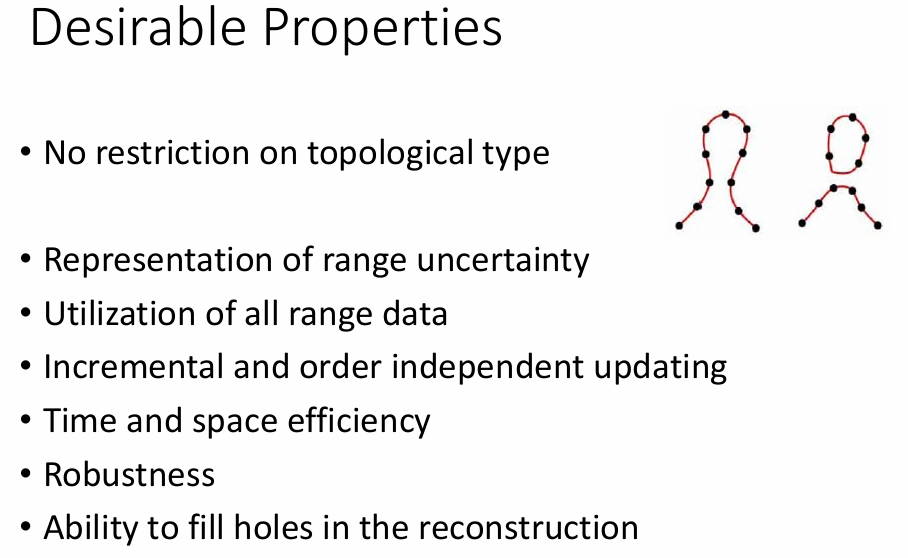 Desirable Properties
• No restriction on topological type
• Representation of range uncertainty
• Utilization of all range data
• Incremental and order independent updating
• Time and space efficiency
• Robustness
• Ability to fill holes in the reconstruction